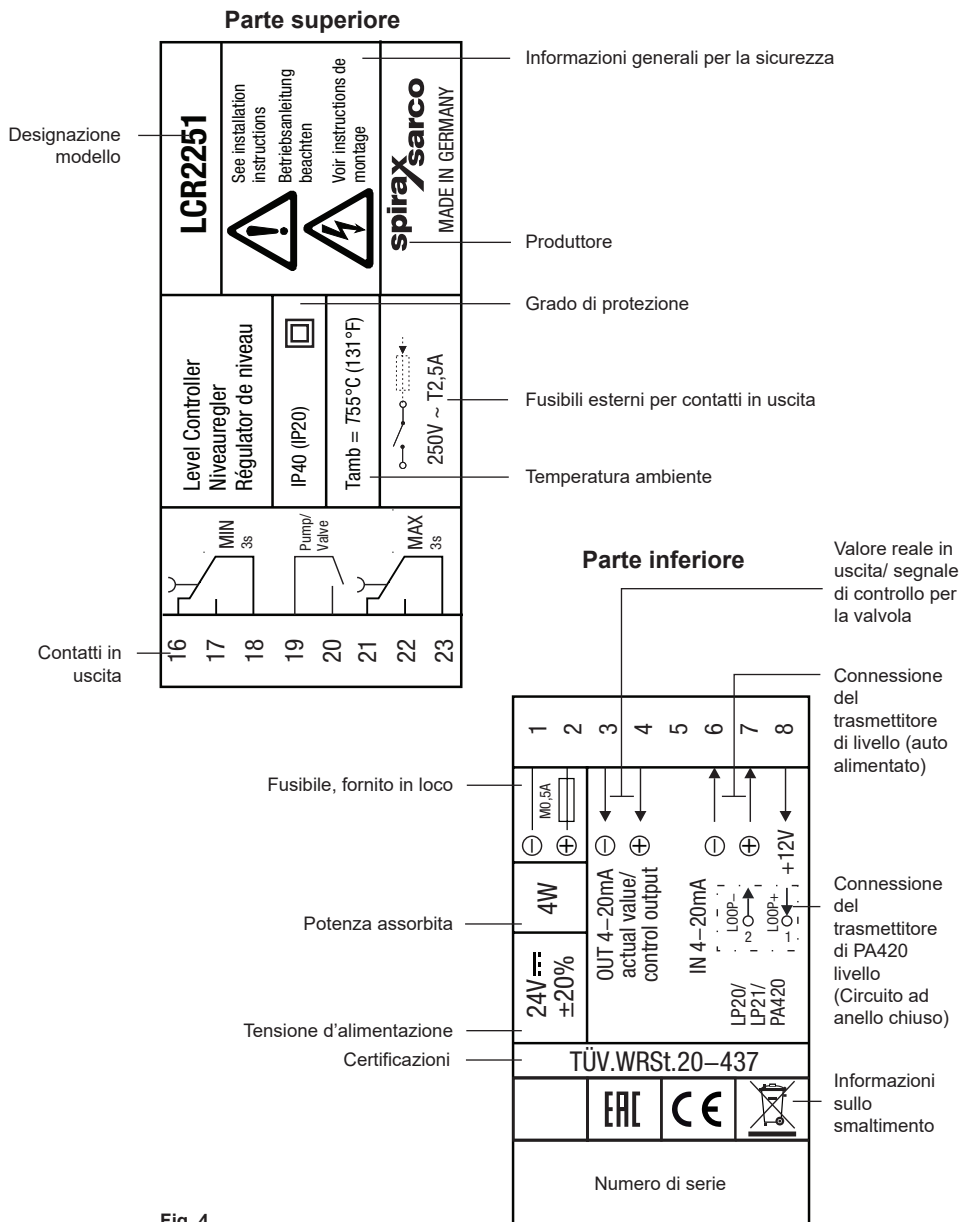 Parte superiore
Informazioni generali per la sicurezza
Designazione
modello
LCR2251
See installation
instructions
Betriebsanleitung
beachten
Voir instructions de
montage
spirax
sarco
MADE IN GERMANY
Produttore
Grado di protezione
Level Controller
Niveauregler
Régulator de niveau
IP40 (IP20)
Tamb = T55°C (131°F)
250V ~ T2,5A
Fusibili esterni per contatti in uscita
Temperatura ambiente
MIN
3s
Pump/
Valve
MAX
3s
Contatti in
uscita
16
17
18
19
20
21
22
23
Parte inferiore
Valore reale in
uscita/ segnale
di controllo per
la valvola
Connessione
del
trasmettitore
di livello (auto
alimentato)
1
2
3
4
5
6
7
8
Fusibile, fornito in loco
M0,5A
+12V
Potenza assorbita
4W
OUT 4–20mA
actual value/
control output
IN 4–20mA
LOOP–
2
LOOP+
1
LP20/
LP21/
PA420
Connessione
del
trasmettitore
di PA420
livello
(Circuito ad
anello chiuso)
24V
±20%
Tensione d'alimentazione
Certificazioni
TÜV.WRSt.20–437
EAC
CE
Informazioni
sullo
smaltimento
Numero di serie
Fig. 4